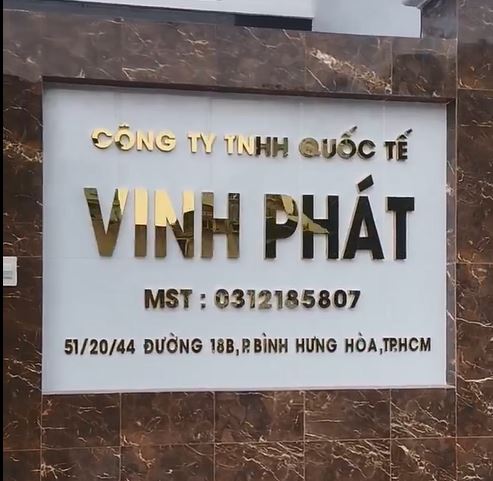 CÔNG TY TNHH QUỐC TẾ
VINH PHÁT
MST : 0312185807
51/20/44 ĐƯỜNG 18B, P.BÌNH HƯNG HÒA, TP.HCM